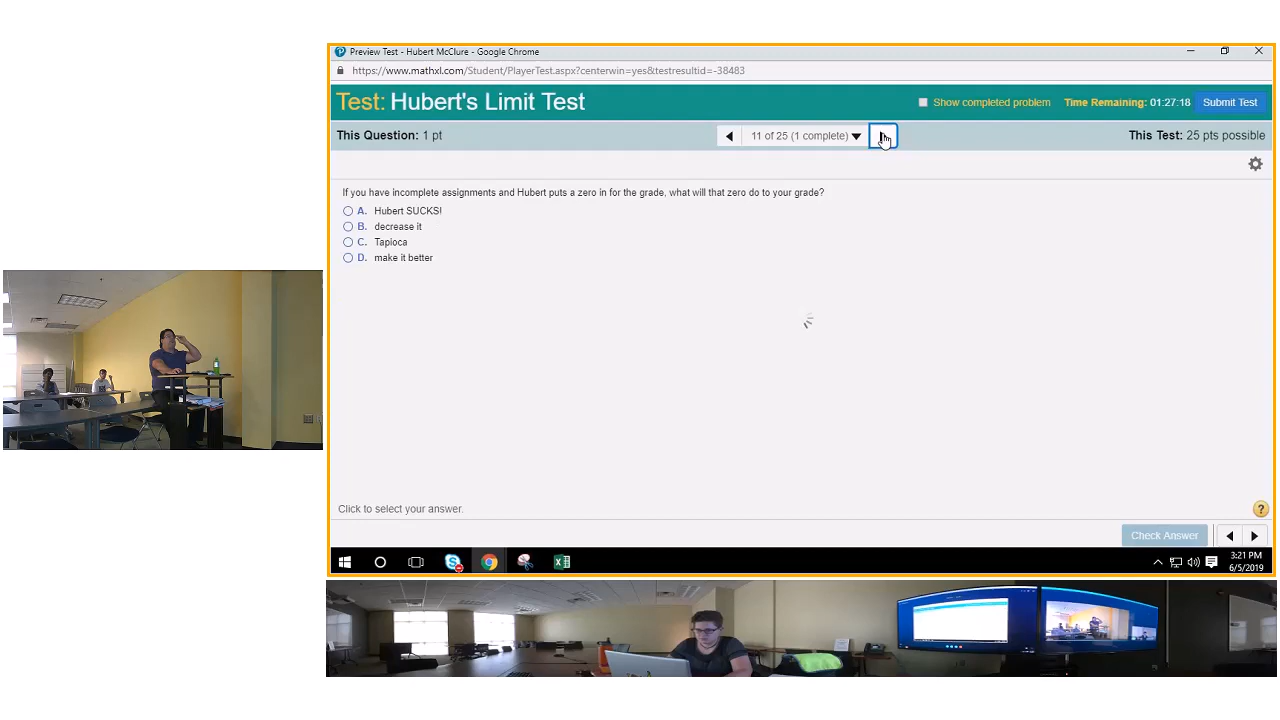 Preview Test - Hubert McClure - Google Chrome
https://www.mathxl.com/Student/PlayerTest.aspx?centerwin=yes&testresultid=-38483
Test: Hubert's Limit Test
Show completed problem
Time Remaining: 01:27:18
Submit Test
This Question: 1 pt
11 of 25 (1 complete)
This Test: 25 pts possible
If you have incomplete assignments and Hubert puts a zero in for the grade, what will that zero do to your grade?
A. Hubert SUCKS!
B. decrease it
C. Tapioca
D. make it better
Click to select your answer.
?
Check Answer
3:21 PM
6/5/2019